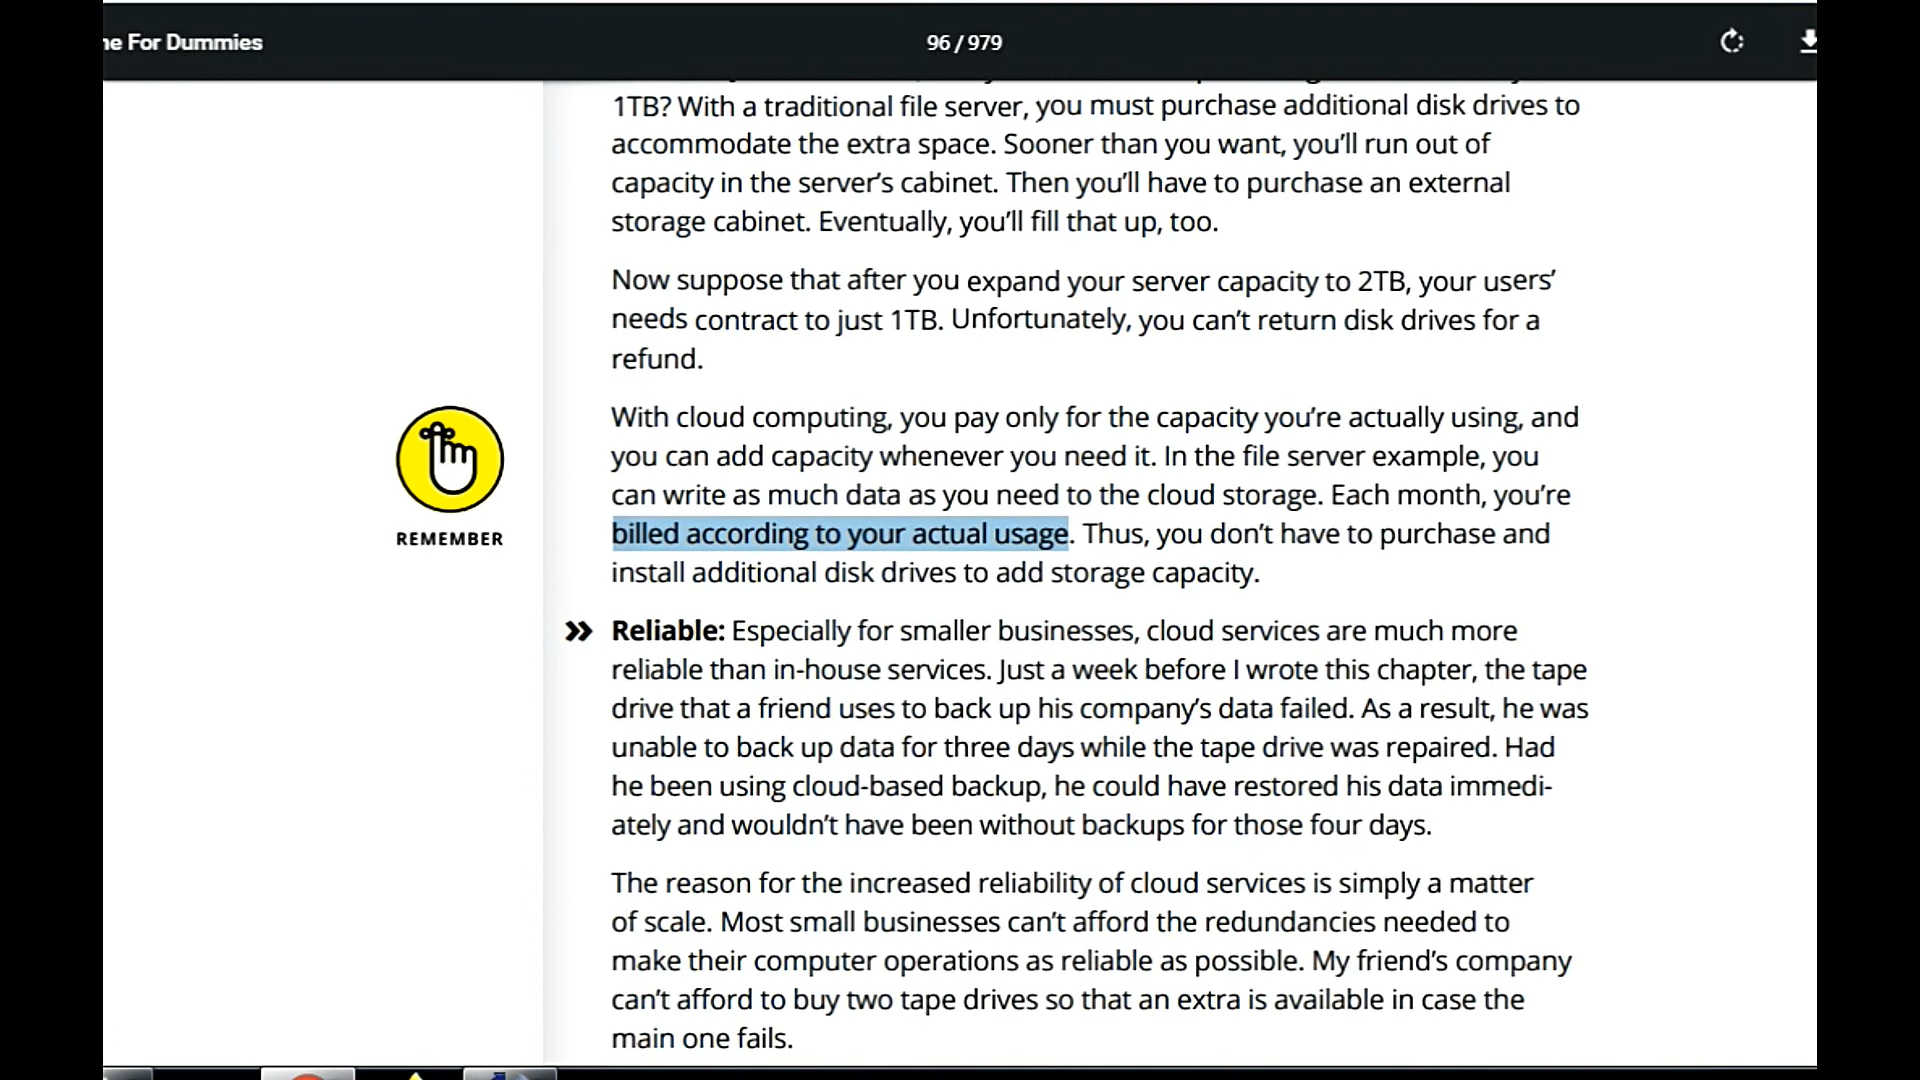 ne For Dummies
96 / 979
1TB? With a traditional file server, you must purchase additional disk drives to
accommodate the extra space. Sooner than you want, you'll run out of
capacity in the server's cabinet. Then you'll have to purchase an external
storage cabinet. Eventually, you'll fill that up, too.
Now suppose that after you expand your server capacity to 2TB, your users'
needs contract to just 1TB. Unfortunately, you can't return disk drives for a
refund.
With cloud computing, you pay only for the capacity you're actually using, and
you can add capacity whenever you need it. In the file server example, you
can write as much data as you need to the cloud storage. Each month, you're
billed according to your actual usage. Thus, you don't have to purchase and
install additional disk drives to add storage capacity.
REMEMBER
» Reliable: Especially for smaller businesses, cloud services are much more
reliable than in-house services. Just a week before I wrote this chapter, the tape
drive that a friend uses to back up his company's data failed. As a result, he was
unable to back up data for three days while the tape drive was repaired. Had
he been using cloud-based backup, he could have restored his data immedi-
ately and wouldn't have been without backups for those four days.
The reason for the increased reliability of cloud services is simply a matter
of scale. Most small businesses can't afford the redundancies needed to
make their computer operations as reliable as possible. My friend's company
can't afford to buy two tape drives so that an extra is available in case the
main one fails.